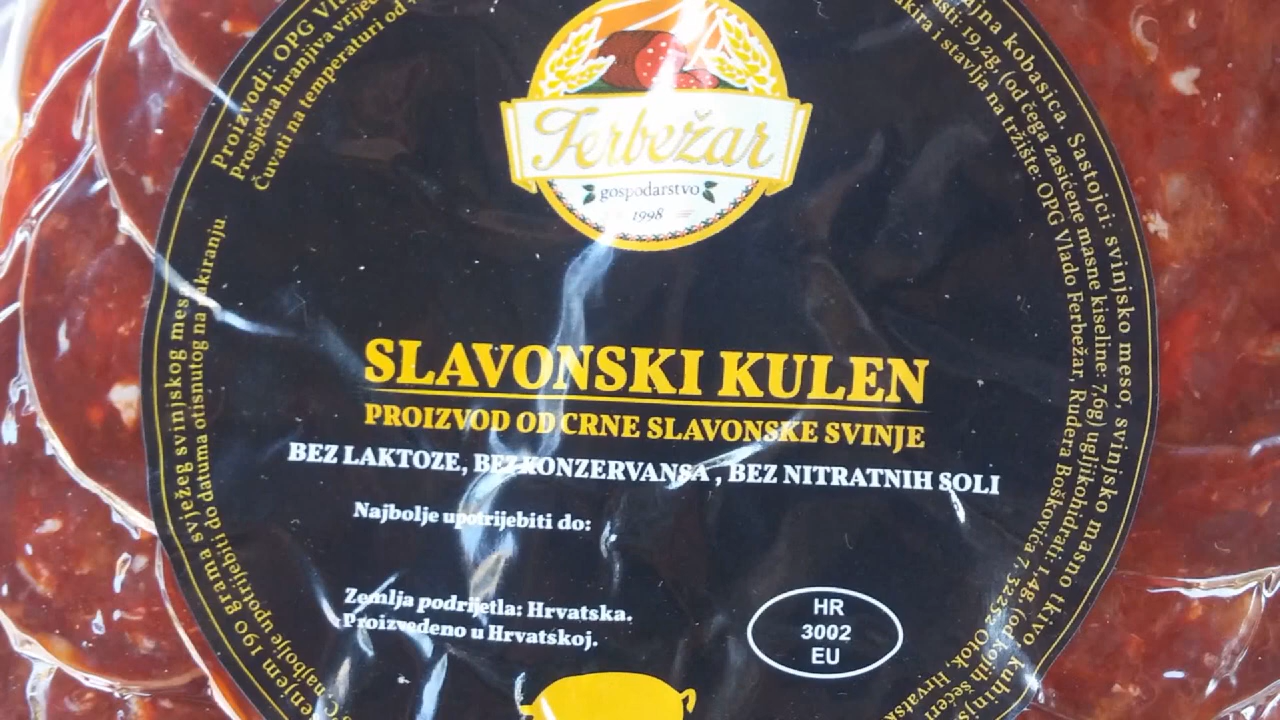 Ferbežar
gospodarstvo
1998
SLAVONSKI KULEN
PROIZVOD OD CRNE SLAVONSKE SVINJE
BEZ LAKTOZE, BEZ KONZERVANSA , BEZ NITRATNIH SOLI
Najbolje upotrijebiti do:
Zemlja podrijetla: Hrvatska.
Proizvedeno u Hrvatskoj.
HR
3002
EU
Proizvodi: OPG
Prosječna hranjiva
Čuvati na temperaturi od
kobasica. Sastojci: svinjsko meso, svinjsko masno tkivo
19,2g, (od čega zasićene masne kiseline: 7,6g) ugljikohidrati: 1,4g (od kojih šećeri
i stavlja na tržište: OPG Vlado Ferbežar, Ruđera Boškovića 7, 32252 Otok,
190 grama svježeg svinjskog
najbolje upotrijebiti do datuma otisnutog na pakiranju.